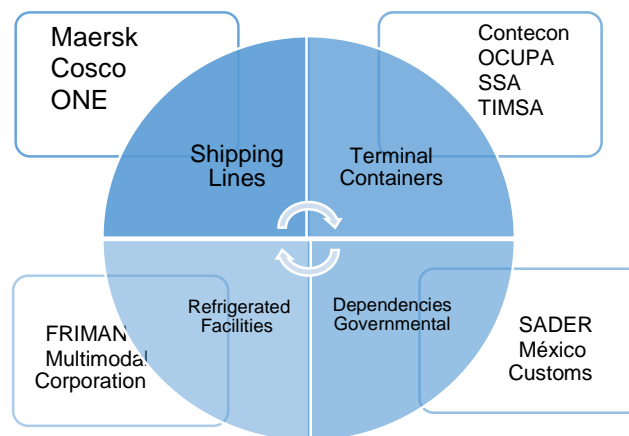 Maersk
Cosco
ONE
Contecon
OCUPA
SSA
TIMSA
Shipping
Lines
Terminal
Containers
Refrigerated
Facilities
Dependencies
Governmental
FRIMAN
Multimodal
Corporation
SADER
México
Customs